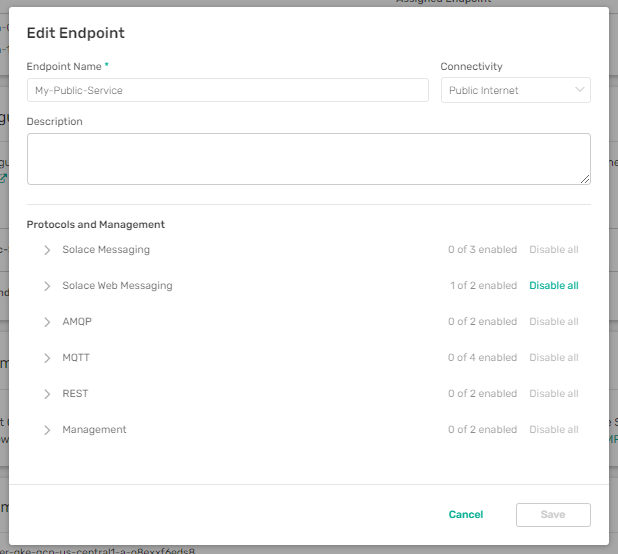 Assigned Endpoint
Edit Endpoint
Endpoint Name *
Connectivity
My-Public-Service
Public Internet
Description
Protocols and Management
Solace Messaging 0 of 3 enabled Disable all
Solace Web Messaging 1 of 2 enabled Disable all
AMQP 0 of 2 enabled Disable all
MQTT 0 of 4 enabled Disable all
REST 0 of 2 enabled Disable all
Management 0 of 2 enabled Disable all
Cancel Save